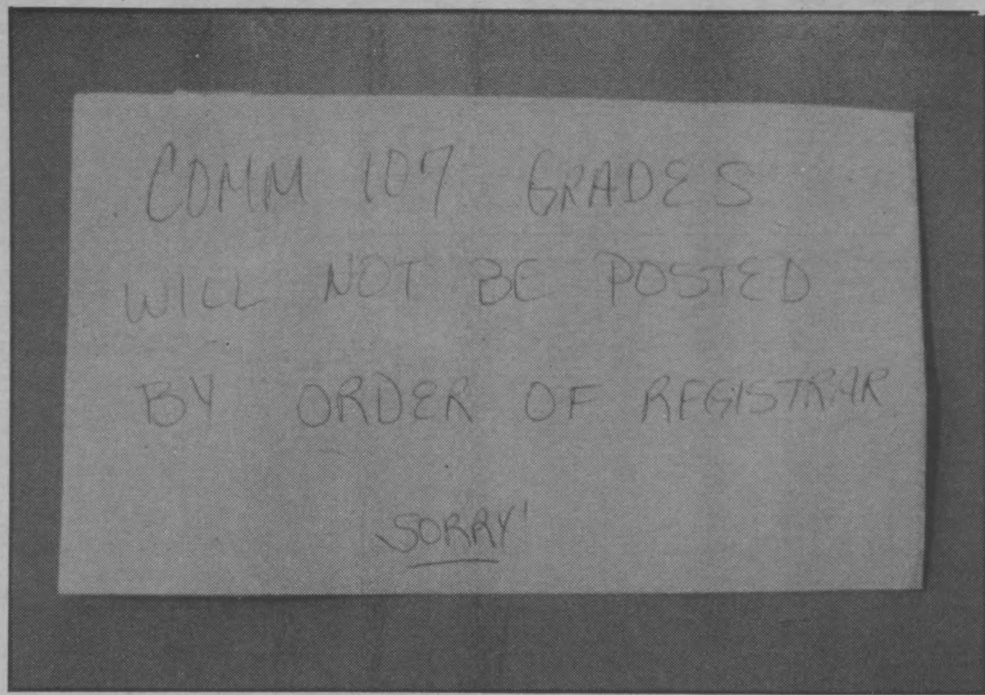 COMM 107 GRADES
WILL NOT BE POSTED
BY ORDER OF REGISTRAR
SORRY!